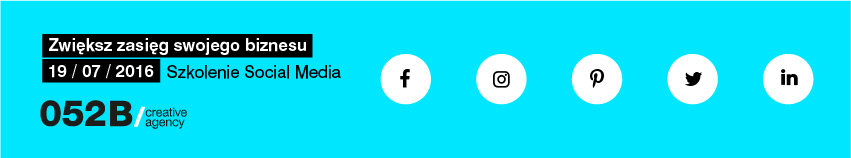 Zwiększ zasięg swojego biznesu
19 / 07 / 2016 Szkolenie Social Media
052B/creative
agency